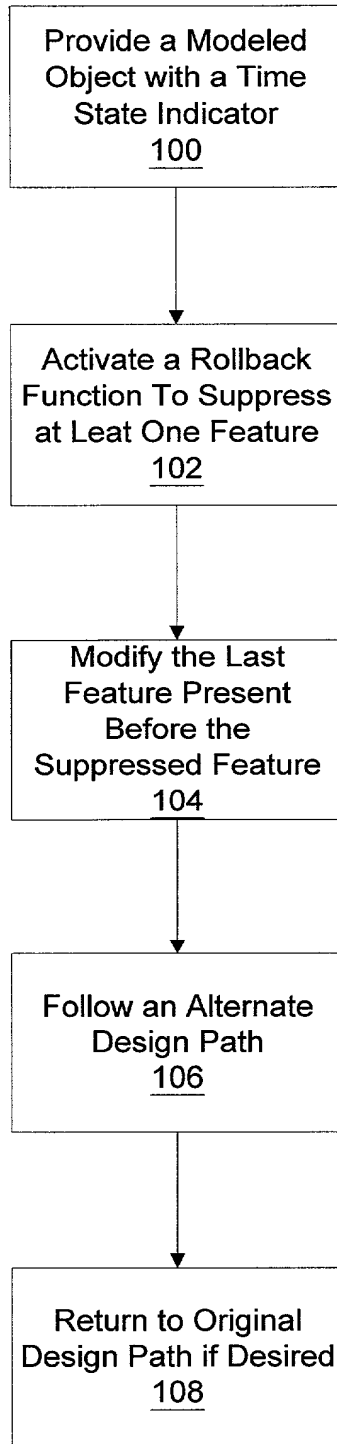 Provide a Modeled
Object with a Time
State Indicator
100
Activate a Rollback
Function To Suppress
at Leat One Feature
102
Modify the Last
Feature Present
Before the
Suppressed Feature
104
Follow an Alternate
Design Path
106
Return to Original
Design Path if Desired
108